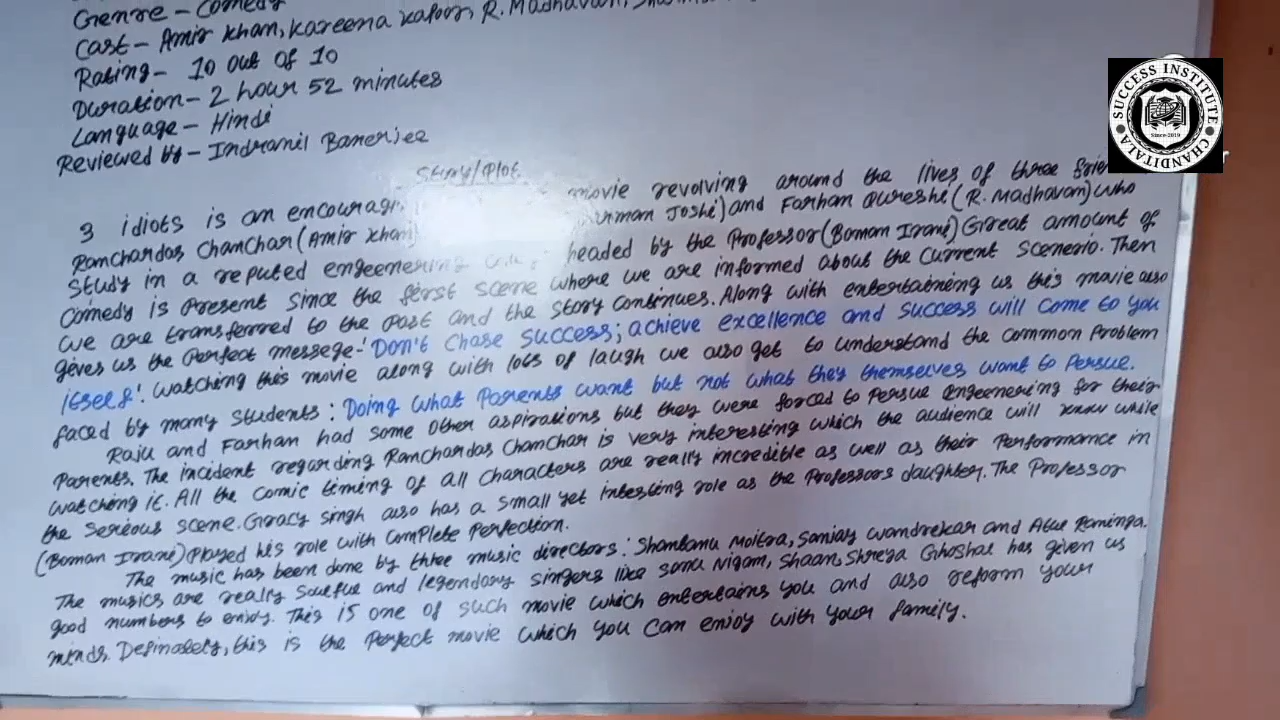 Genre - Comedy
Cast - Amir Khan, Kareena Kapoor, R. Madhavan,
Rating - 10 out of 10
Duration - 2 hour 52 minutes
Language - Hindi
Reviewed by - Indranil Banerjee
Story/Plot
3 idiots is an encouragi movie revolving around the lives of three frien
Ranchardas Chanchar (Amir Khan) urman Joshi) and Farhan Qureshi (R. Madhavan) who
study in a reputed engeenering headed by the Professor (Boman Irani) Great amount of
Comedy is present since the first scene where we are informed about the current scenerio. Then
we are transferred to the past and the story continues. Along with entertaining us this movie also
gives us the perfect messege - 'Don't chase success; achieve excellence and success will come to you
itself'. Watching this movie along with lots of laugh we also get to understand the common problem
faced by many students : Doing what parents want but not what they themselves want to persue.
Raju and Farhan had some other aspirations but they were forced to persue engeenering for their
parents. The incident regarding Ranchardas Chanchar is very interesting which the audience will know while
watching it. All the comic timing of all characters are really incredible as well as their performance in
the serious scene. Gracy Singh also has a small yet intesting role as the professors daughter. The Professor
(Boman Irani) played his role with complete perfection.
The music has been done by three music directors : Shantanu Moitra, Sanjay Wandrekar and Atul Raninga.
The musics are really soulful and legendary singers like Sonu Nigam, Shaan, Shreya Ghoshal has given us
good numbers to enjoy. This is one of such movie which entertains you and also reform your
minds. Definately, this is the perfect movie which you can enjoy with your family.
SUCCESS INSTITUTE
Since-2019
CHANDITALA